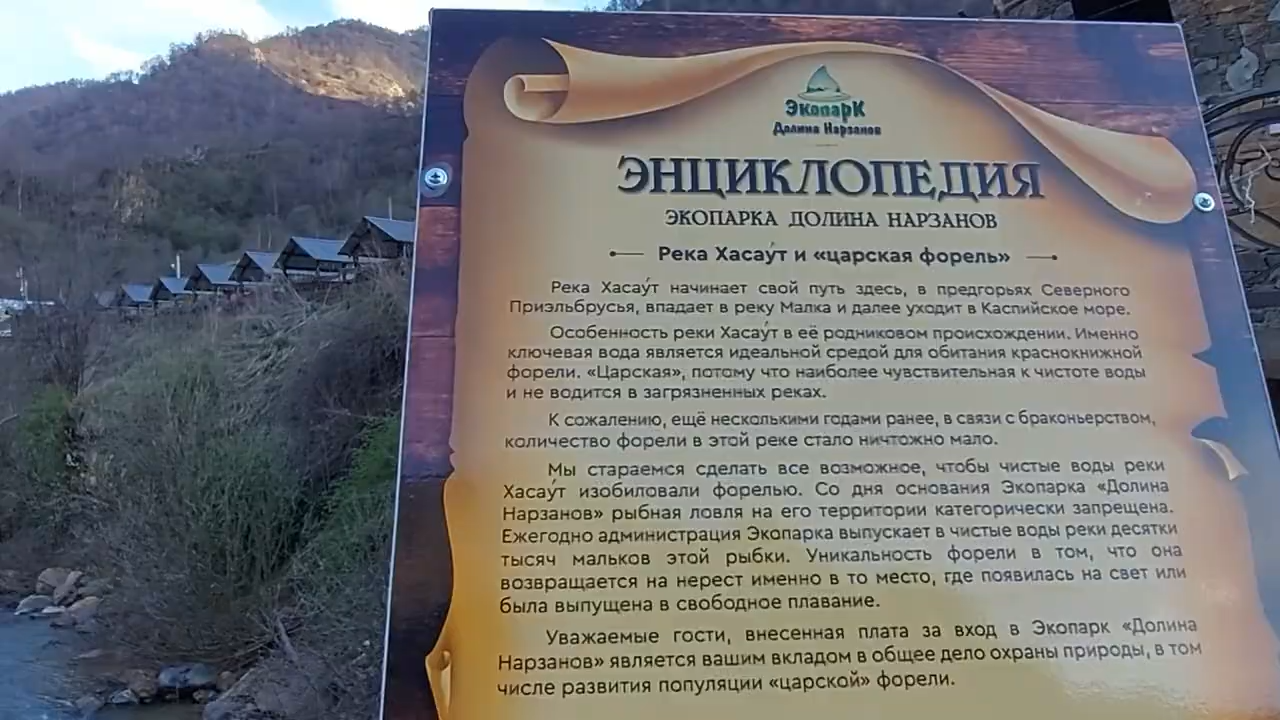 ЭкопарК
Долина Нарзанов
ЭНЦИКЛОПЕДИЯ
ЭКОПАРКА ДОЛИНА НАРЗАНОВ
Река Хасау́т и «царская форель»
Река Хасау́т начинает свой путь здесь, в предгорьях Северного
Приэльбрусья, впадает в реку Малка и далее уходит в Каспийское море.
Особенность реки Хасау́т в её родниковом происхождении. Именно
ключевая вода является идеальной средой для обитания краснокнижной
форели. «Царская», потому что наиболее чувствительная к чистоте воды
и не водится в загрязненных реках.
К сожалению, ещё несколькими годами ранее, в связи с браконьерством,
количество форели в этой реке стало ничтожно мало.
Мы стараемся сделать все возможное, чтобы чистые воды реки
Хасау́т изобиловали форелью. Со дня основания Экопарка «Долина
Нарзанов» рыбная ловля на его территории категорически запрещена.
Ежегодно администрация Экопарка выпускает в чистые воды реки десятки
тысяч мальков этой рыбки. Уникальность форели в том, что она
возвращается на нерест именно в то место, где появилась на свет или
была выпущена в свободное плавание.
Уважаемые гости, внесенная плата за вход в Экопарк «Долина
Нарзанов» является вашим вкладом в общее дело охраны природы, в том
числе развития популяции «царской» форели.